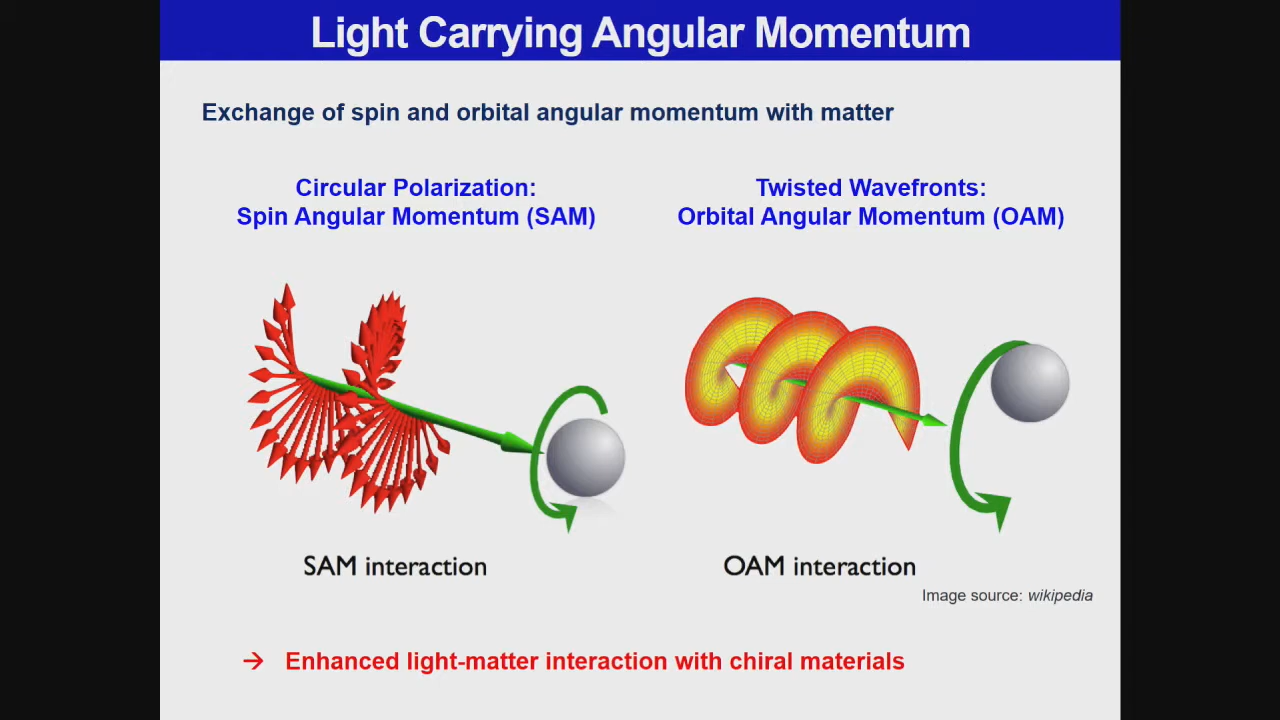 Light Carrying Angular Momentum
Exchange of spin and orbital angular momentum with matter
Circular Polarization:
Spin Angular Momentum (SAM)
Twisted Wavefronts:
Orbital Angular Momentum (OAM)
SAM interaction
OAM interaction
Image source: wikipedia
→ Enhanced light-matter interaction with chiral materials